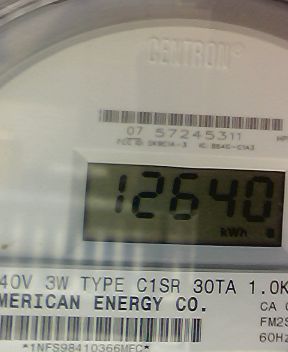 CENTRON®
07 57245311
12640
kWh
40V 3W TYPE C1SR 30TA 1.0K
MERICAN ENERGY CO. CA
FM2S
60HZ
*1NFS98410366MFC*